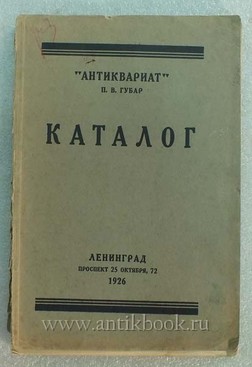 "АНТИКВАРИАТ"
П. В. ГУБАР
КАТАЛОГ
ЛЕНИНГРАД
ПРОСПЕКТ 25 ОКТЯБРЯ, 72
1926
www.antikbook.ru